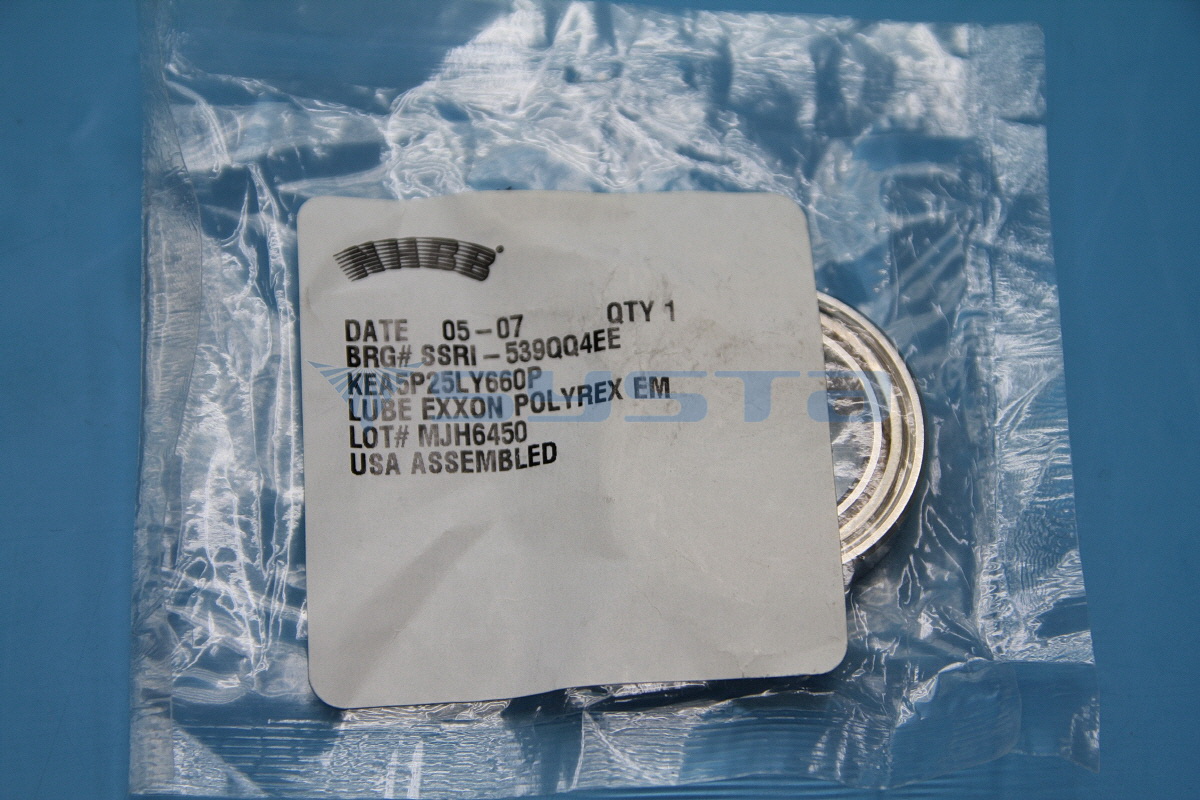 NHBB
DATE 05-07 QTY 1
BRG# SSRI-539QQ4EE
KEA5P25LY660P
LUBE EXXON POLYREX EM
LOT# MJH6450
USA ASSEMBLED